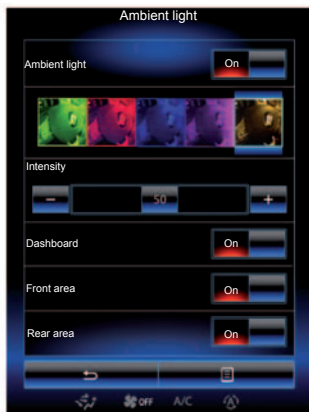 Ambient light
Ambient light On
Intensity
− 50 +
Dashboard On
Front area On
Rear area On
OFF A/C A